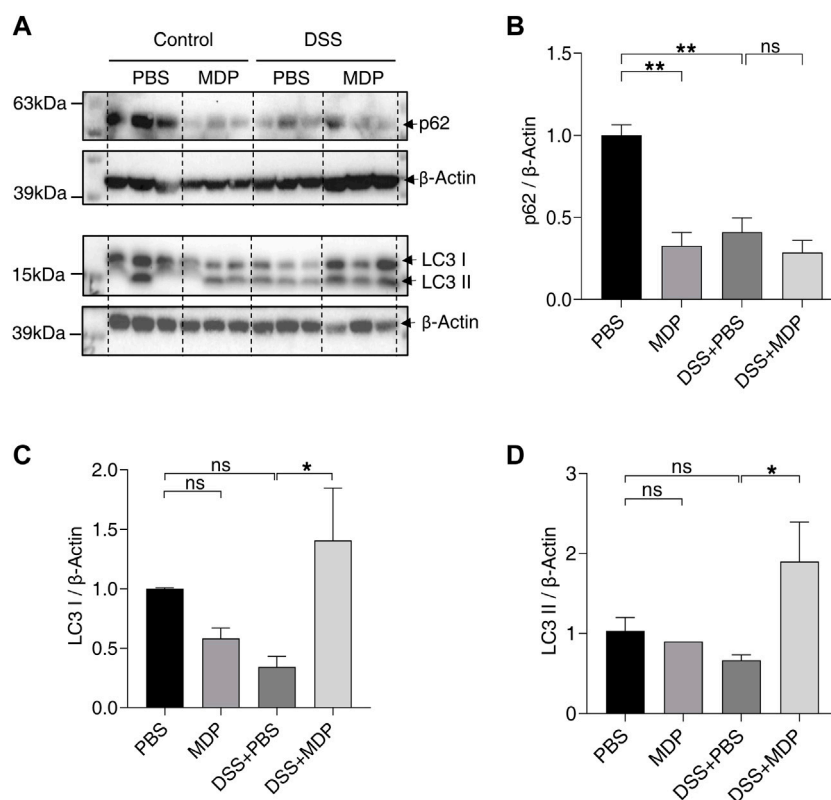 A
Control DSS
PBS MDP PBS MDP
63kDa
p62
β-Actin
39kDa
LC3 I
15kDa
LC3 II
β-Actin
39kDa
B
p62 / β-Actin
1.5
1.0
0.5
0.0
** ns
**
PBS MDP DSS+PBS DSS+MDP
C
LC3 I / β-Actin
2.0
1.5
1.0
0.5
0.0
ns *
ns
PBS MDP DSS+PBS DSS+MDP
D
LC3 II / β-Actin
3
2
1
0
ns *
ns
PBS MDP DSS+PBS DSS+MDP